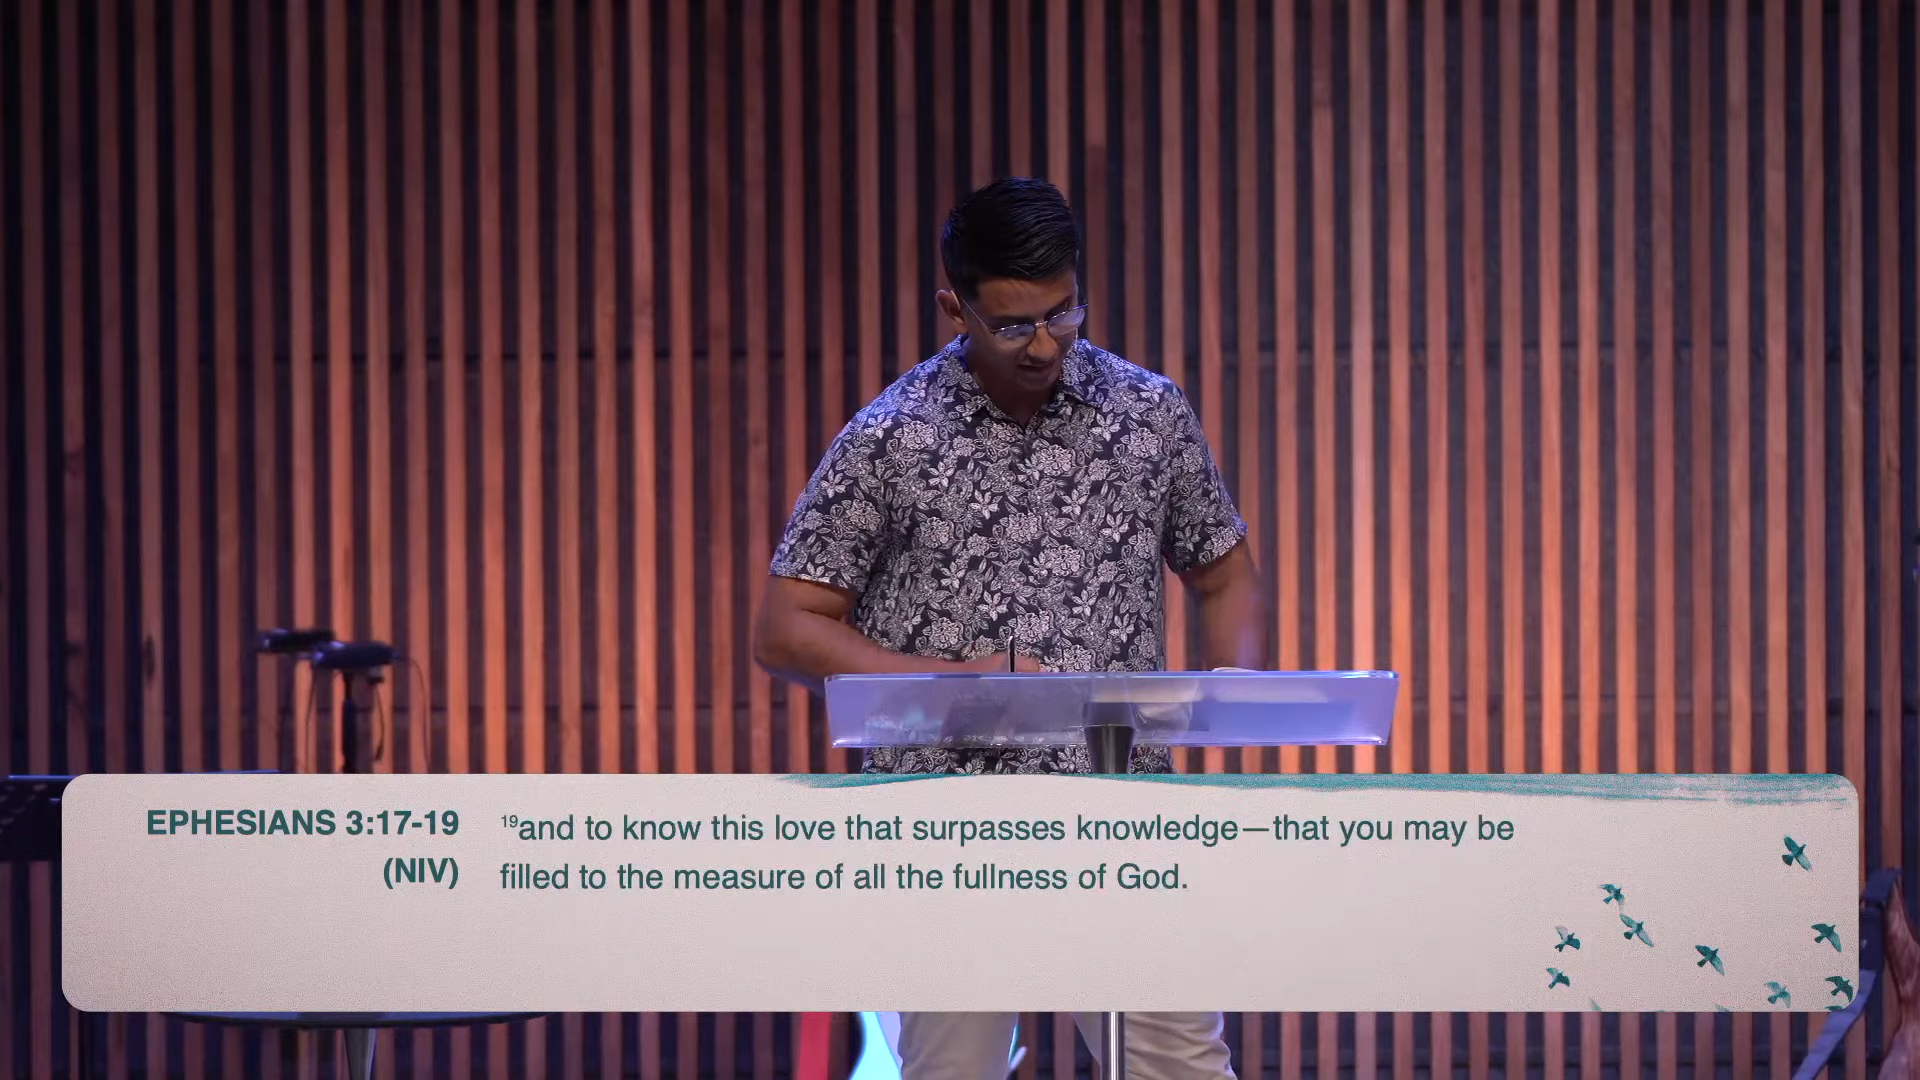 EPHESIANS 3:17-19
(NIV)
¹⁹and to know this love that surpasses knowledge—that you may be
filled to the measure of all the fullness of God.